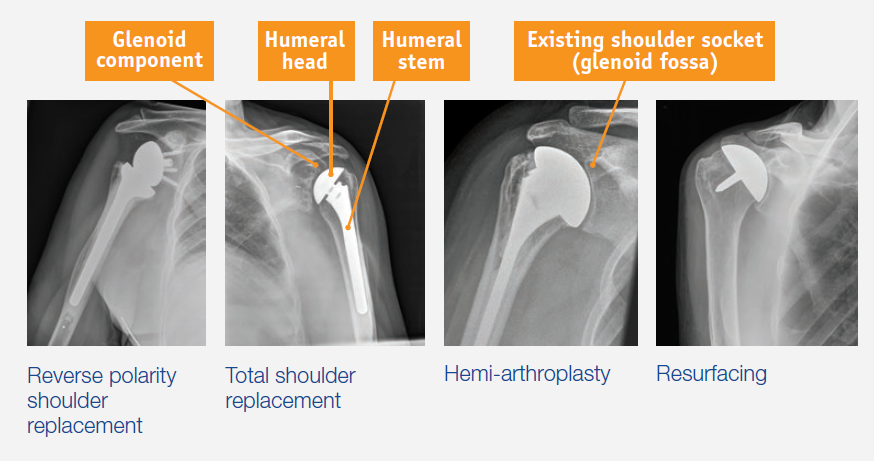 Glenoid
component
Humeral
head
Humeral
stem
Existing shoulder socket
(glenoid fossa)
Reverse polarity
shoulder
replacement
Total shoulder
replacement
Hemi-arthroplasty
Resurfacing